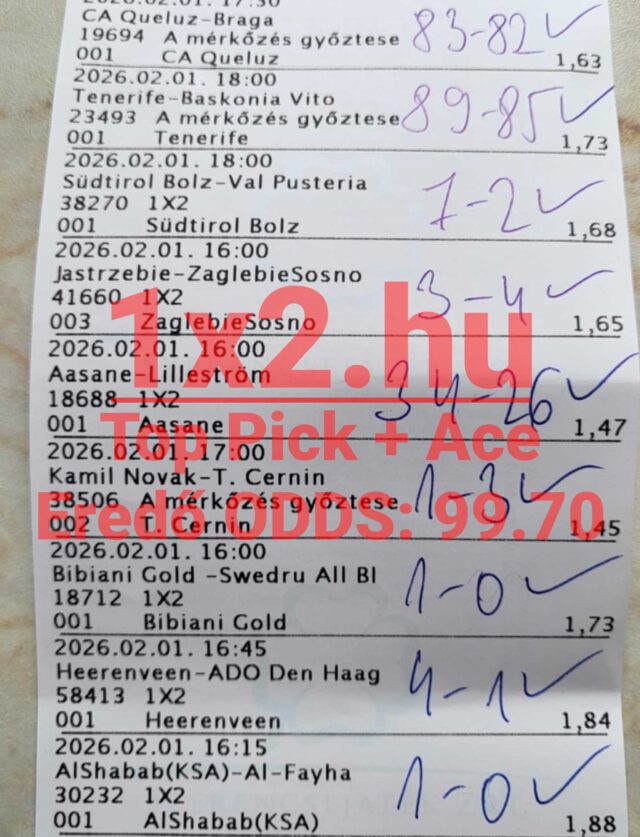 2026.02.01. 17:30
CA Queluz-Braga
19694 A mérkőzés győztese 83-82 ✓
001 CA Queluz 1,63
2026.02.01. 18:00
Tenerife-Baskonia Vito
23493 A mérkőzés győztese 89-85 ✓
001 Tenerife 1,73
2026.02.01. 18:00
Südtirol Bolz-Val Pusteria
38270 1X2 7-2 ✓
001 Südtirol Bolz 1,68
2026.02.01. 16:00
Jastrzebie-ZaglebieSosno
41660 1X2 3-4 ✓
003 ZaglebieSosno 1,65
1x2.hu
2026.02.01. 16:00
Aasane-Lilleström
18688 1X2 34-26 ✓
001 Aasane 1,47
Top Pick + Ace
2026.02.01. 17:00
Kamil Novak-T. Cernin
38506 A mérkőzés győztese 1-3 ✓
Eredő ODDS: 99.70
002 T. Cernin 1,45
2026.02.01. 16:00
Bibiani Gold -Swedru All Bl
18712 1X2 1-0 ✓
001 Bibiani Gold 1,73
2026.02.01. 16:45
Heerenveen-ADO Den Haag
58413 1X2 4-1 ✓
001 Heerenveen 1,84
2026.02.01. 16:15
AlShabab(KSA)-Al-Fayha
30232 1X2 1-0 ✓
001 AlShabab(KSA) 1,88